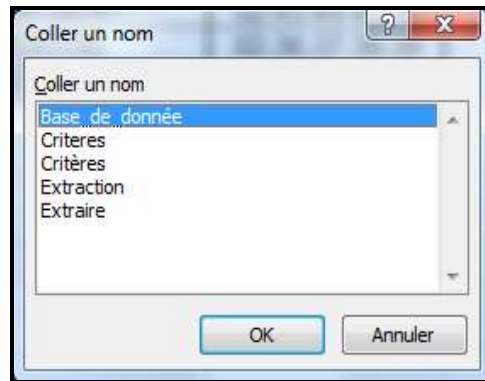 Coller un nom
Coller un nom
Base_de_donnée
Criteres
Critères
Extraction
Extraire
OK Annuler